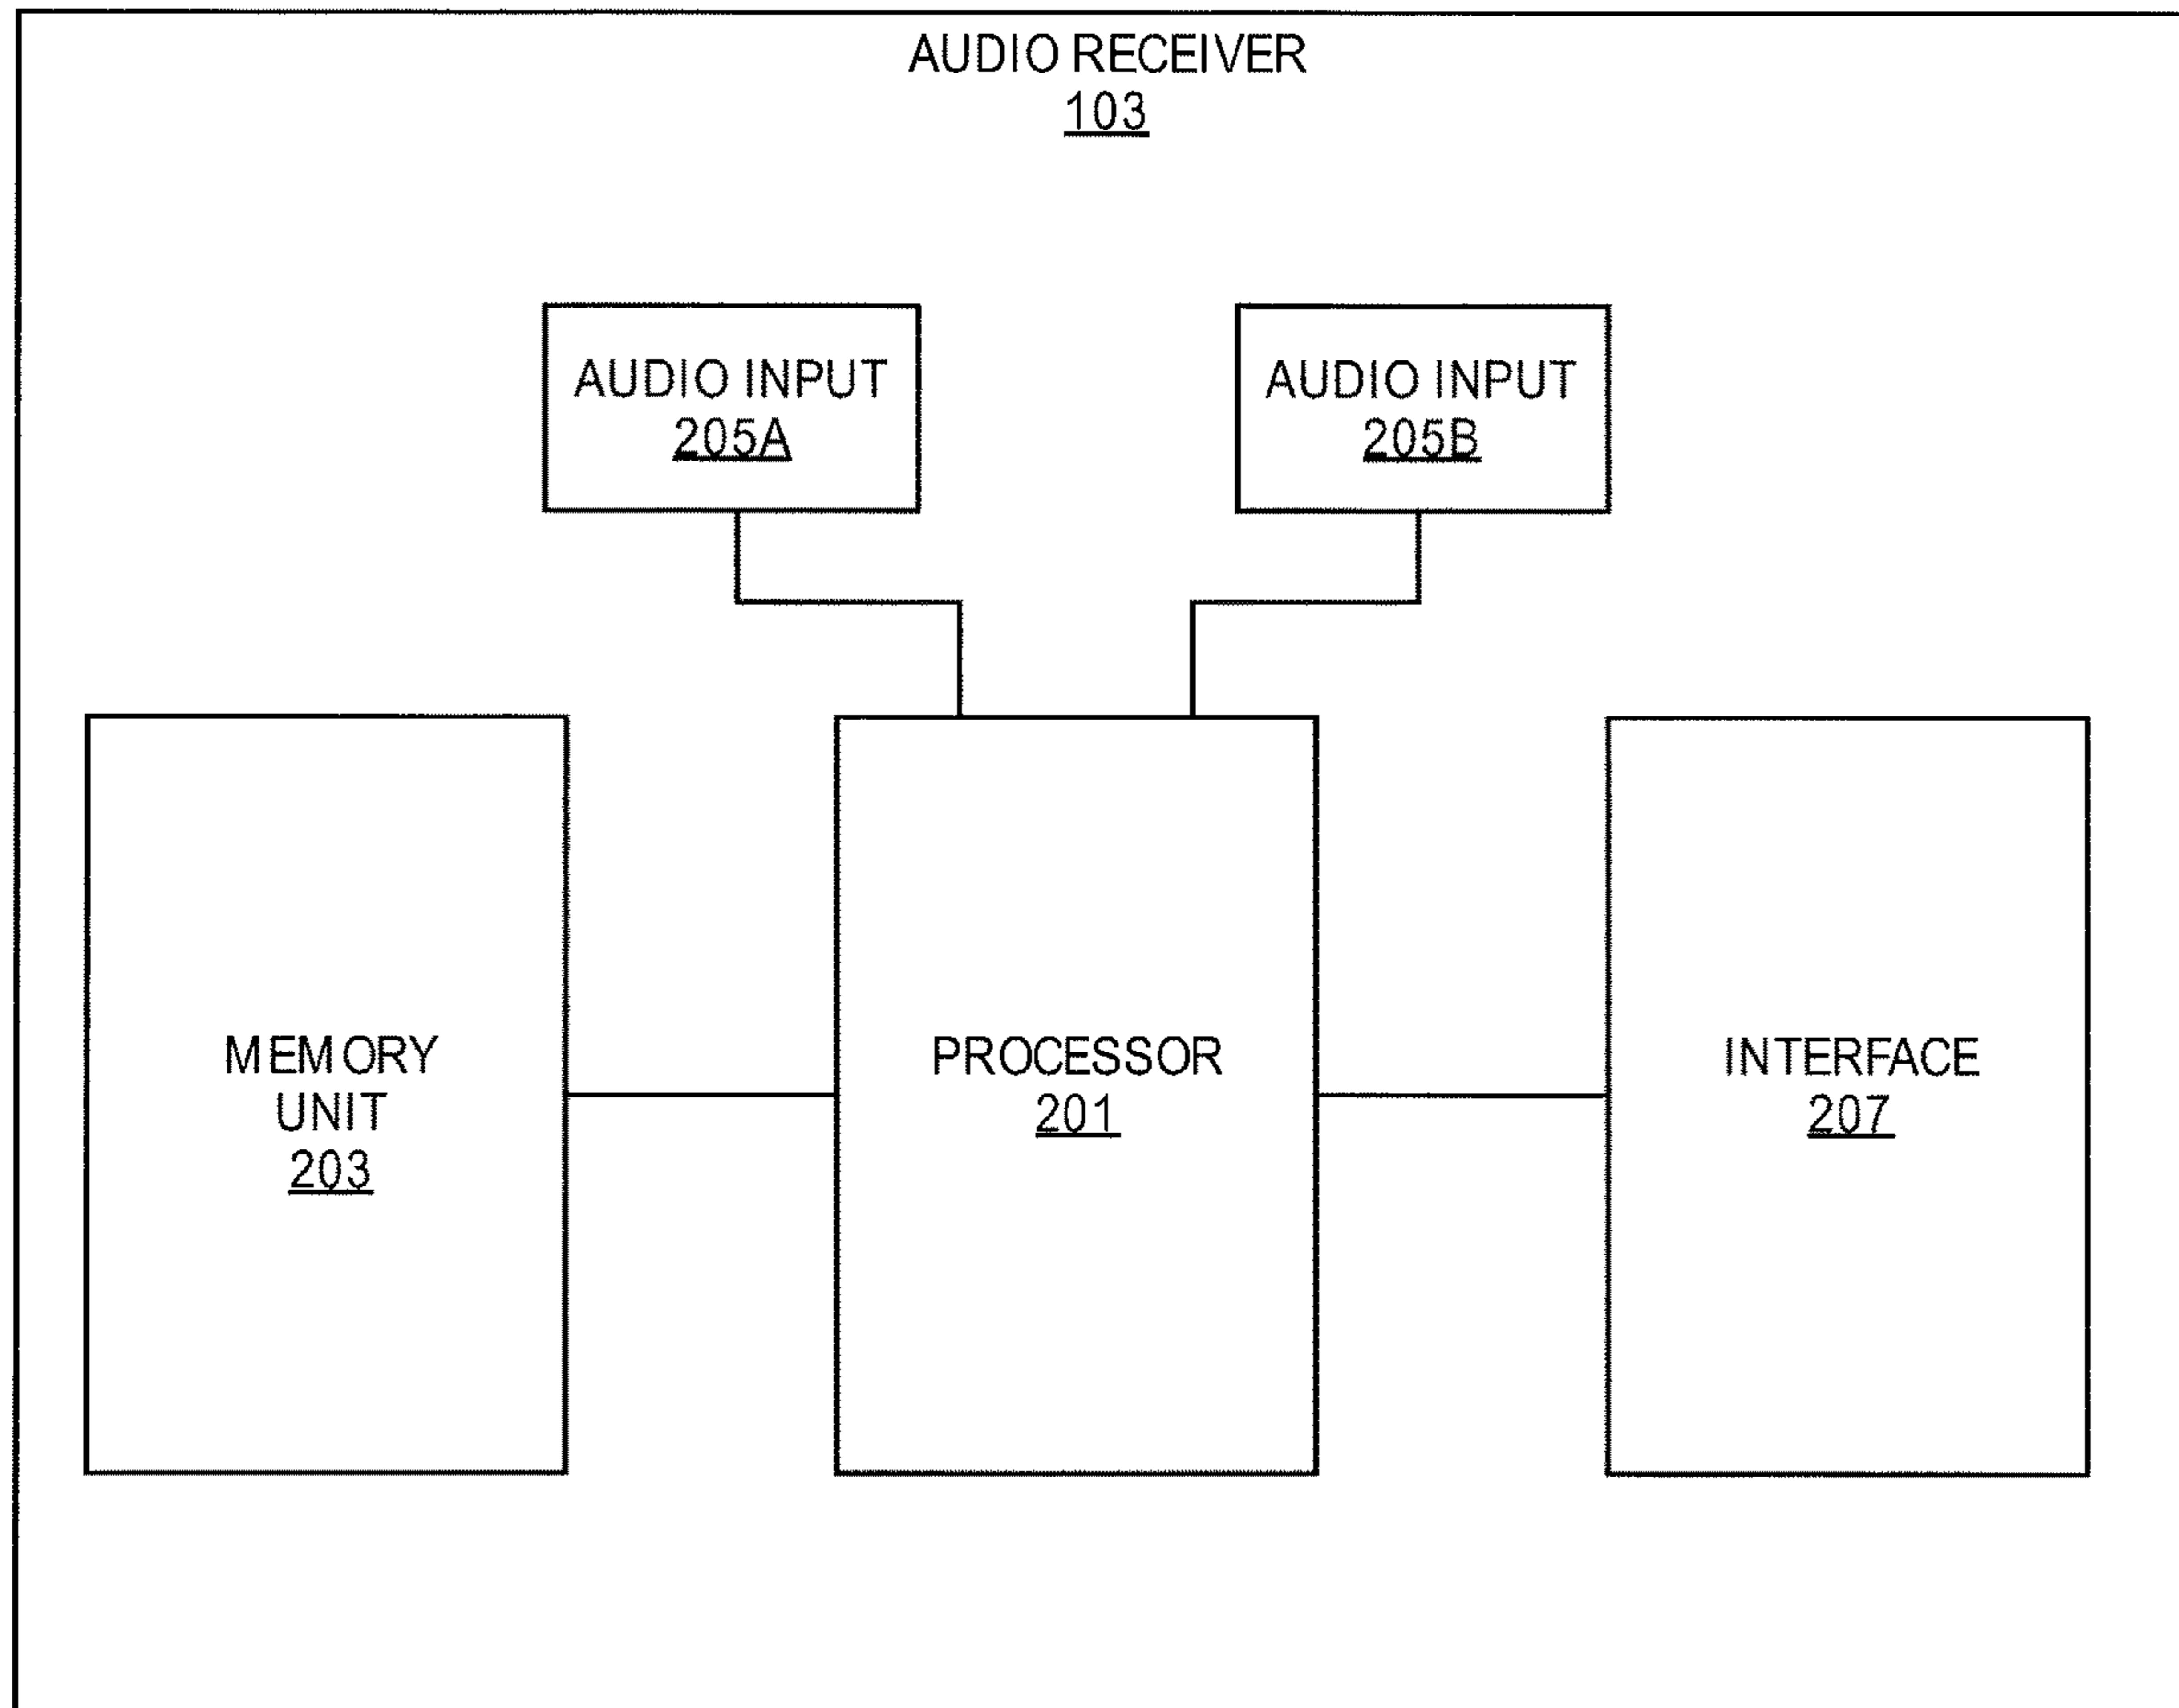 AUDIO RECEIVER
103
AUDIO INPUT
205A
AUDIO INPUT
205B
MEMORY
UNIT
203
PROCESSOR
201
INTERFACE
207